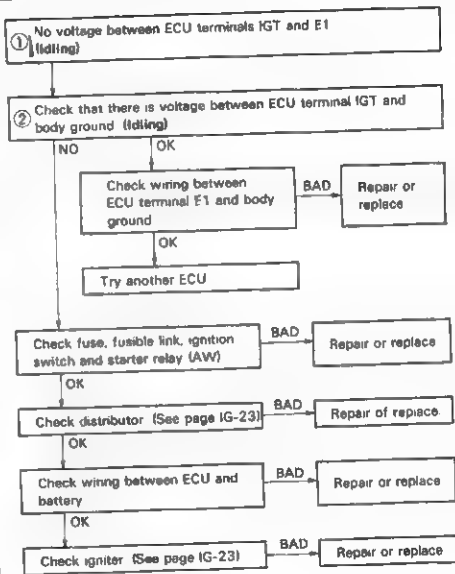 ① No voltage between ECU terminals IGT and E1
(Idling)
② Check that there is voltage between ECU terminal IGT and
body ground (Idling)
NO
OK
Check wiring between
ECU terminal E1 and body
ground
BAD
Repair or
replace
OK
Try another ECU
Check fuse, fusible link, ignition
switch and starter relay (AW)
BAD
Repair or replace
OK
Check distributor (See page IG-23)
BAD
Repair of replace
OK
Check wiring between ECU and
battery
BAD
Repair or replace
OK
Check igniter (See page IG-23)
BAD
Repair or replace